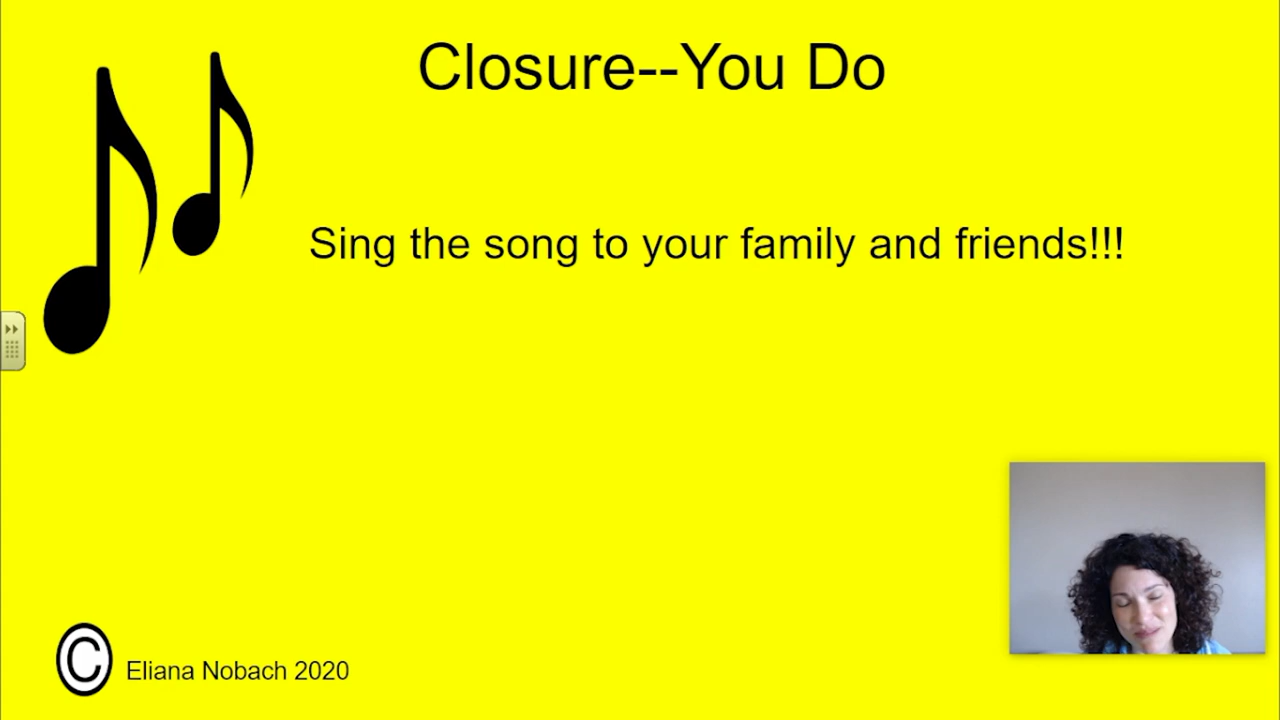 Closure--You Do
Sing the song to your family and friends!!!
© Eliana Nobach 2020